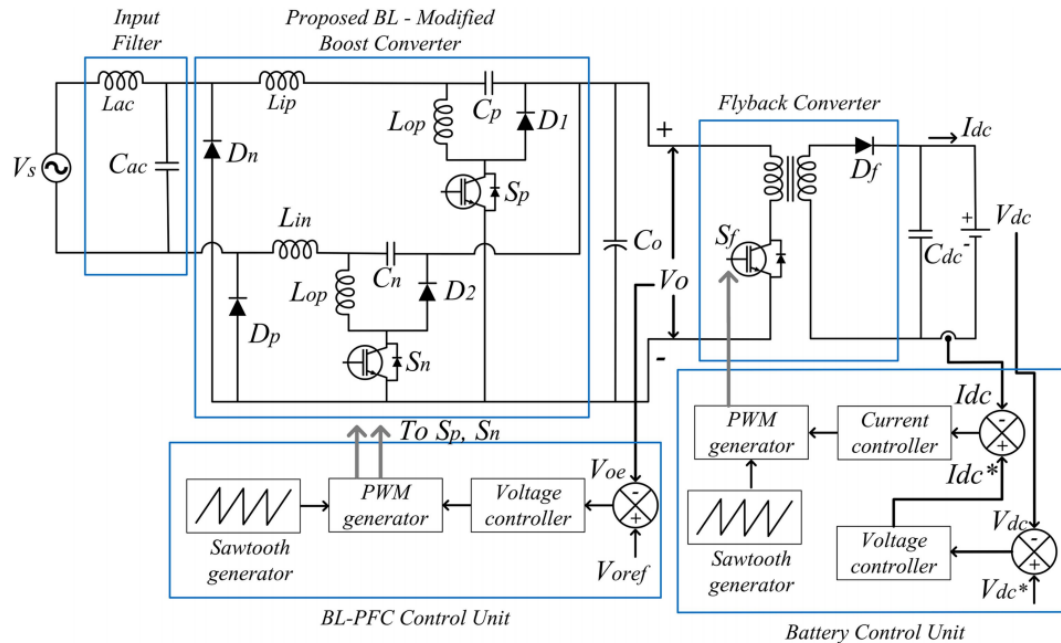 Input
Filter
Proposed BL - Modified
Boost Converter
Lac
Lip
Cp
Lop
D1
Flyback Converter
Idc
Vs
Cac
Dn
Sp
Df
Lin
+
Vdc
Co
Vo
Sf
Cdc
+
-
Cn
Lop
D2
Dp
Sn
-
To Sp, Sn
Idc
PWM
generator
Current
controller
-
+
Idc*
Voe
PWM
generator
Voltage
controller
-
+
Sawtooth
generator
Voref
Sawtooth
generator
Voltage
controller
Vdc
-
+
Vdc*
BL-PFC Control Unit
Battery Control Unit